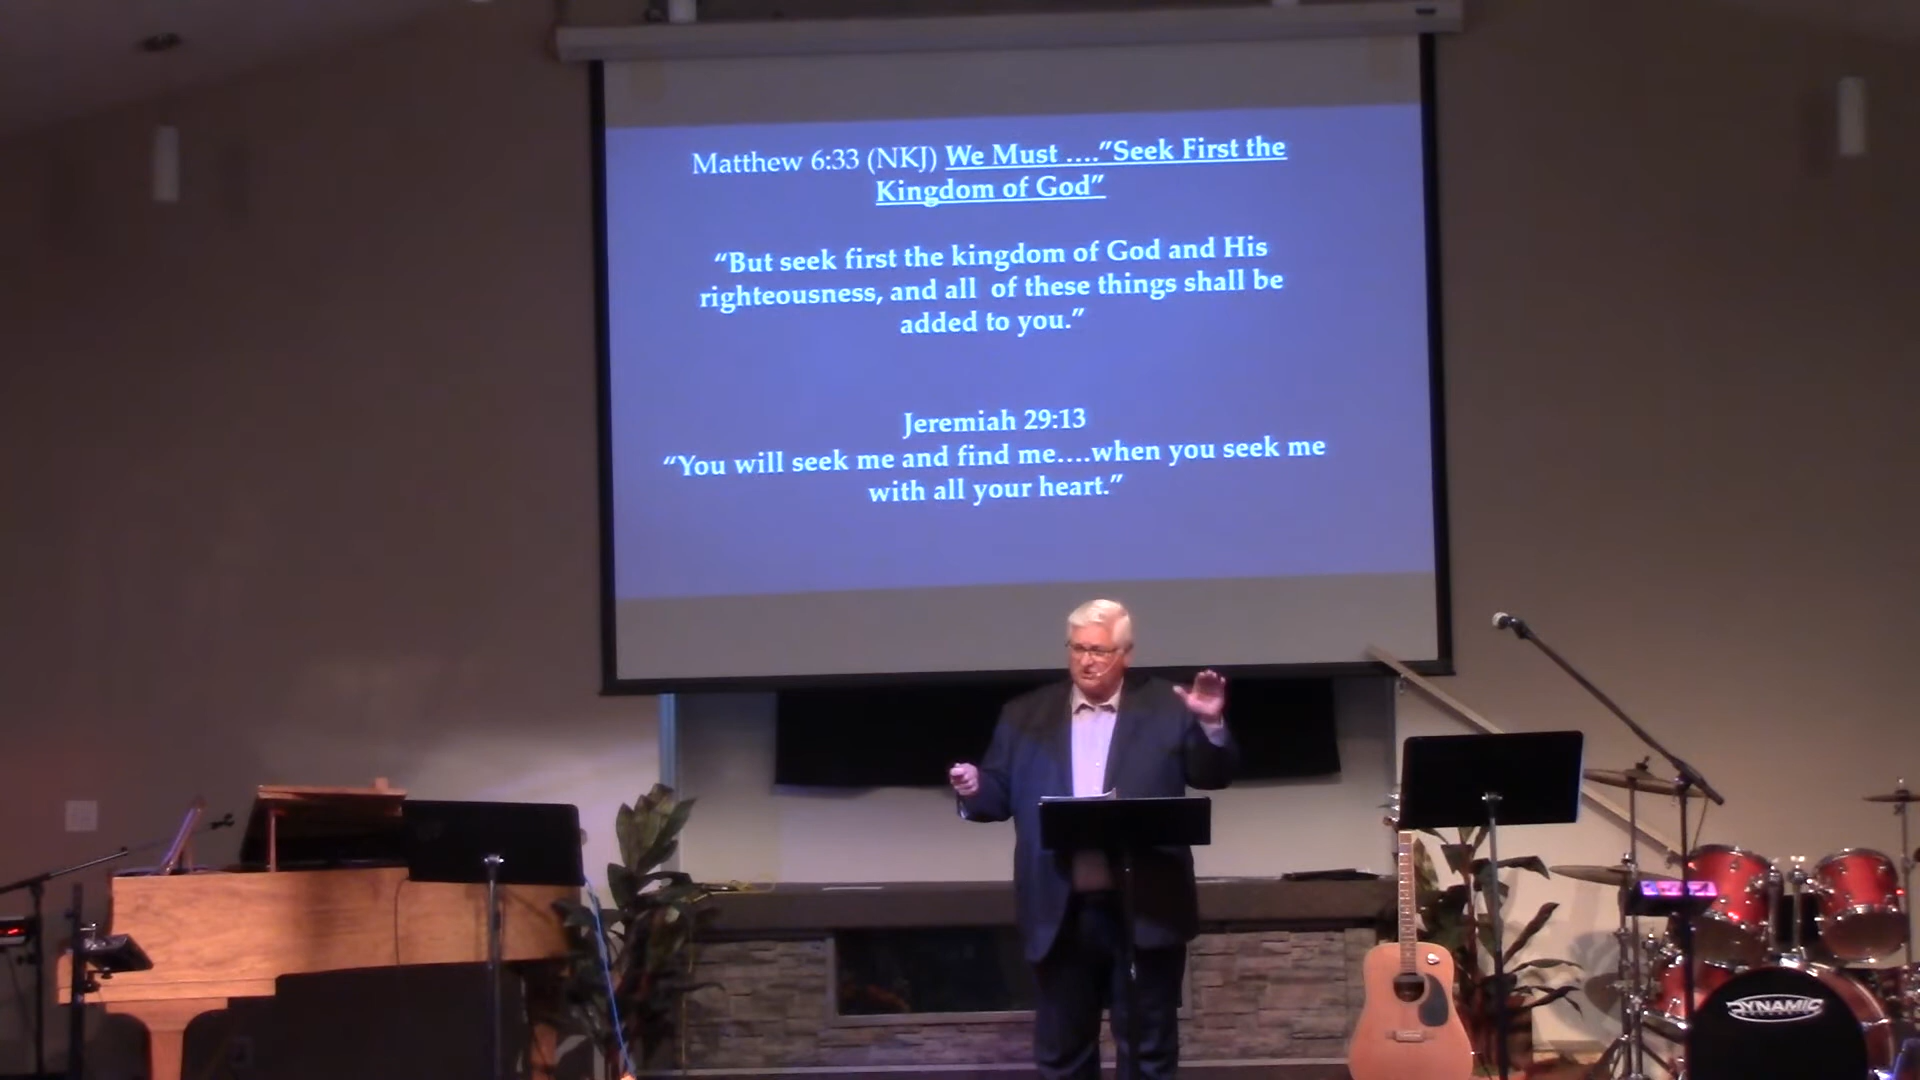 Matthew 6:33 (NKJ) We Must ...."Seek First the
Kingdom of God"
“But seek first the kingdom of God and His
righteousness, and all of these things shall be
added to you.”
Jeremiah 29:13
“You will seek me and find me....when you seek me
with all your heart.”
DYNAMIC